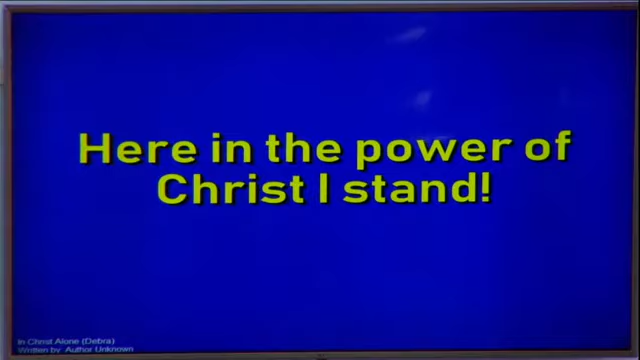 Here in the power of
Christ I stand!
In Christ Alone (Debra)
Written by Author Unknown